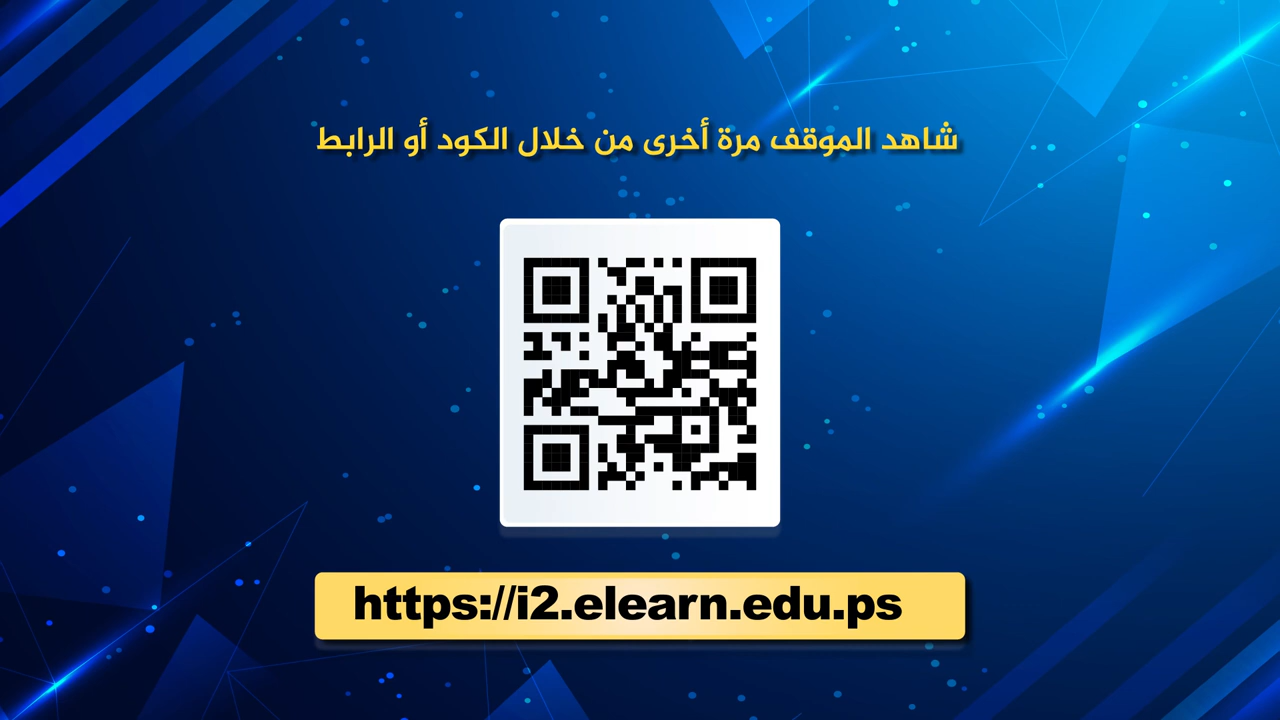 شاهد الموقف مرة أخرى من خلال الكود أو الرابط
https://i2.elearn.edu.ps